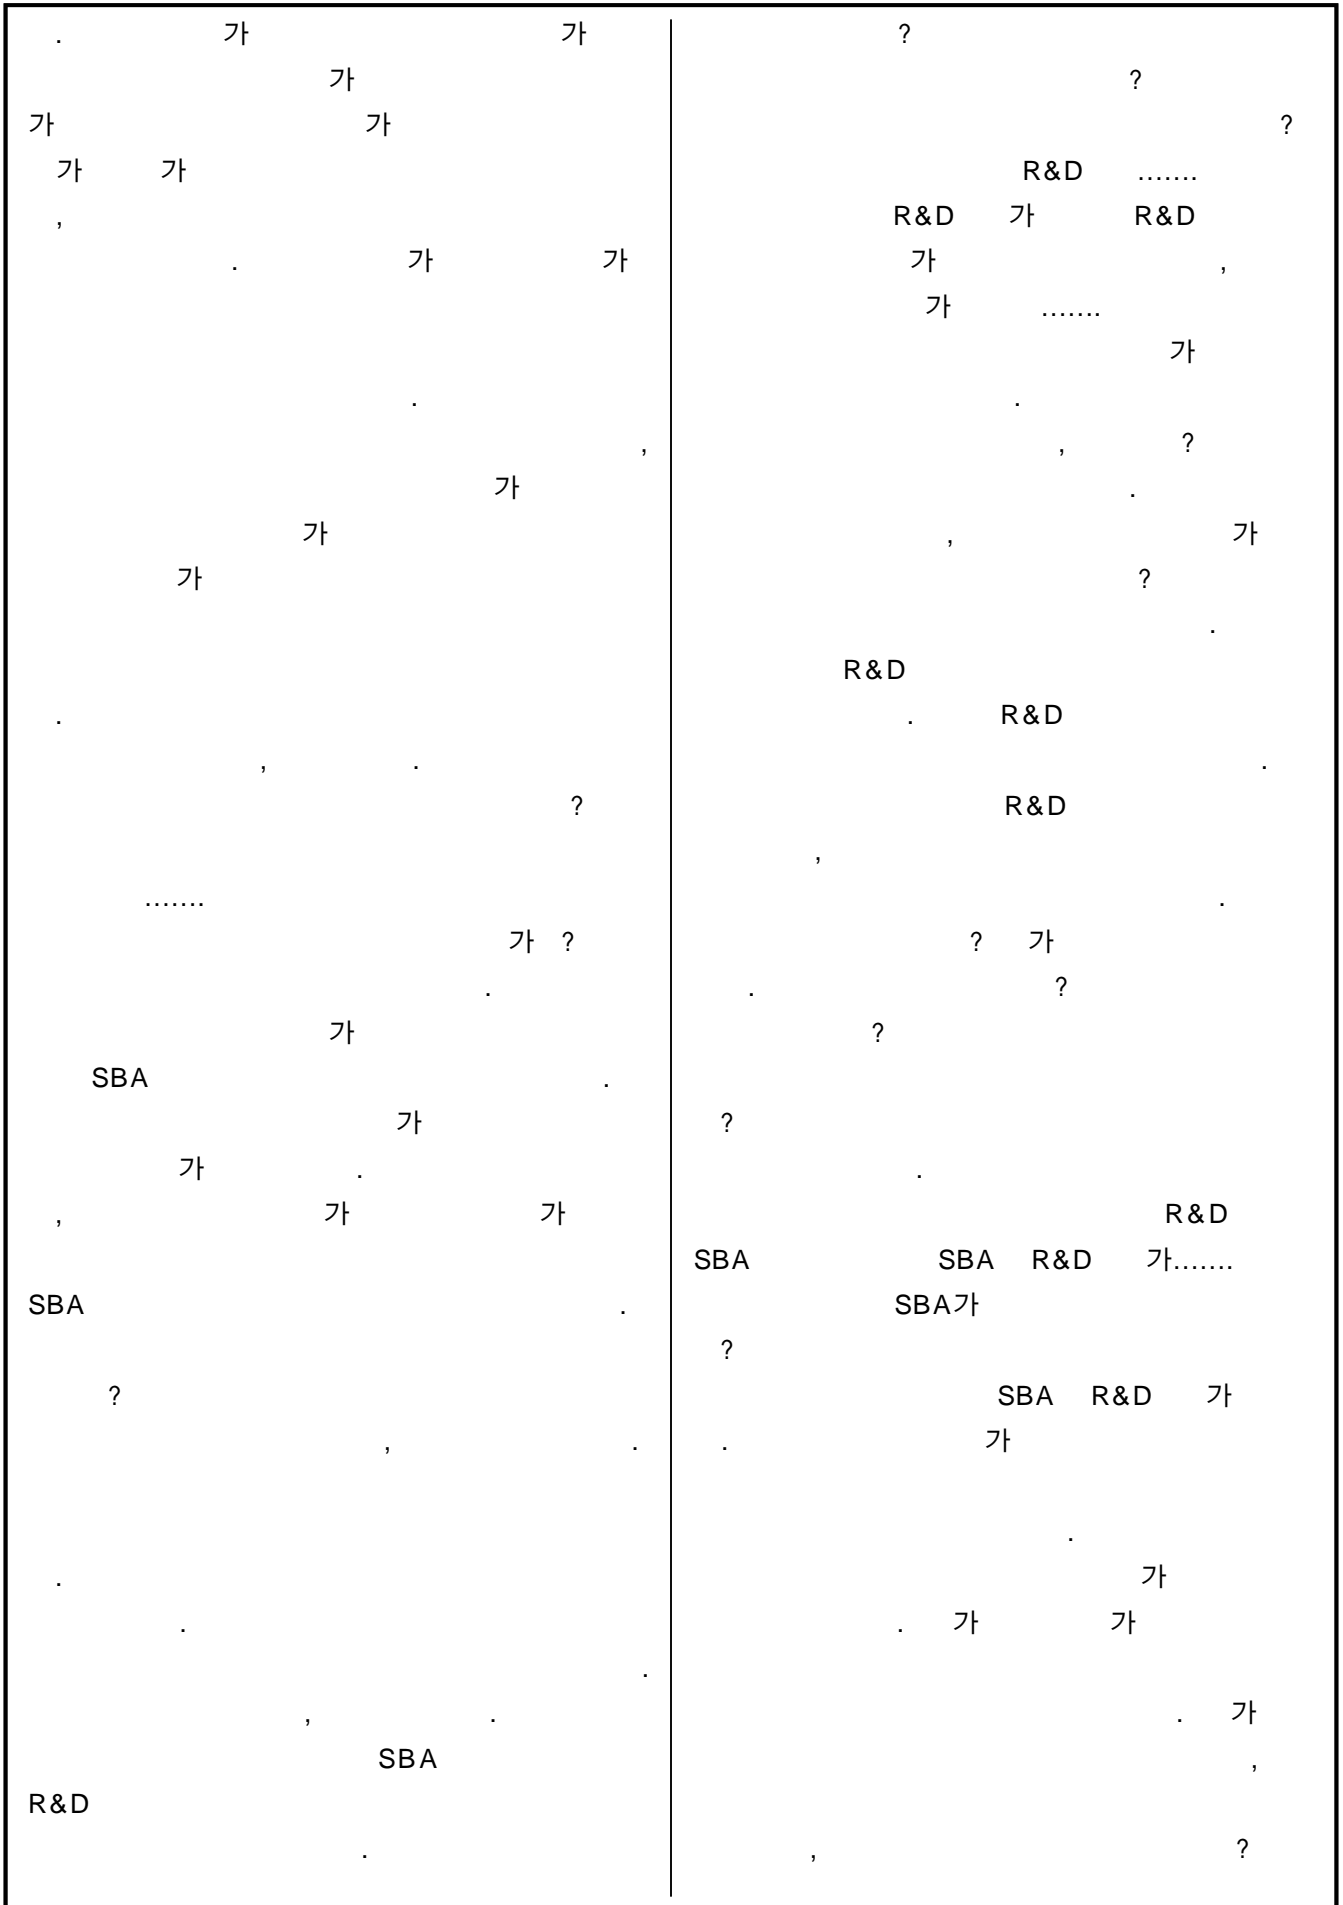 . 가 가
가
가 가
가 가
,
. 가 가
.
,
가
가
가
.
, .
?
.......
가 ?
.
가
SBA .
가
가 .
, 가 가
SBA .
?
, .
.
.
.
, .
SBA
R&D
.
?
?
?
R&D .......
R&D 가 R&D
가 ,
가 .......
가
.
, ?
.
, 가
?
.
R&D
. R&D
.
R&D
,
.
? 가
. ?
?
?
.
R&D
SBA SBA R&D 가.......
SBA가
?
SBA R&D 가
. 가
.
가
. 가 가
. 가
,
, ?